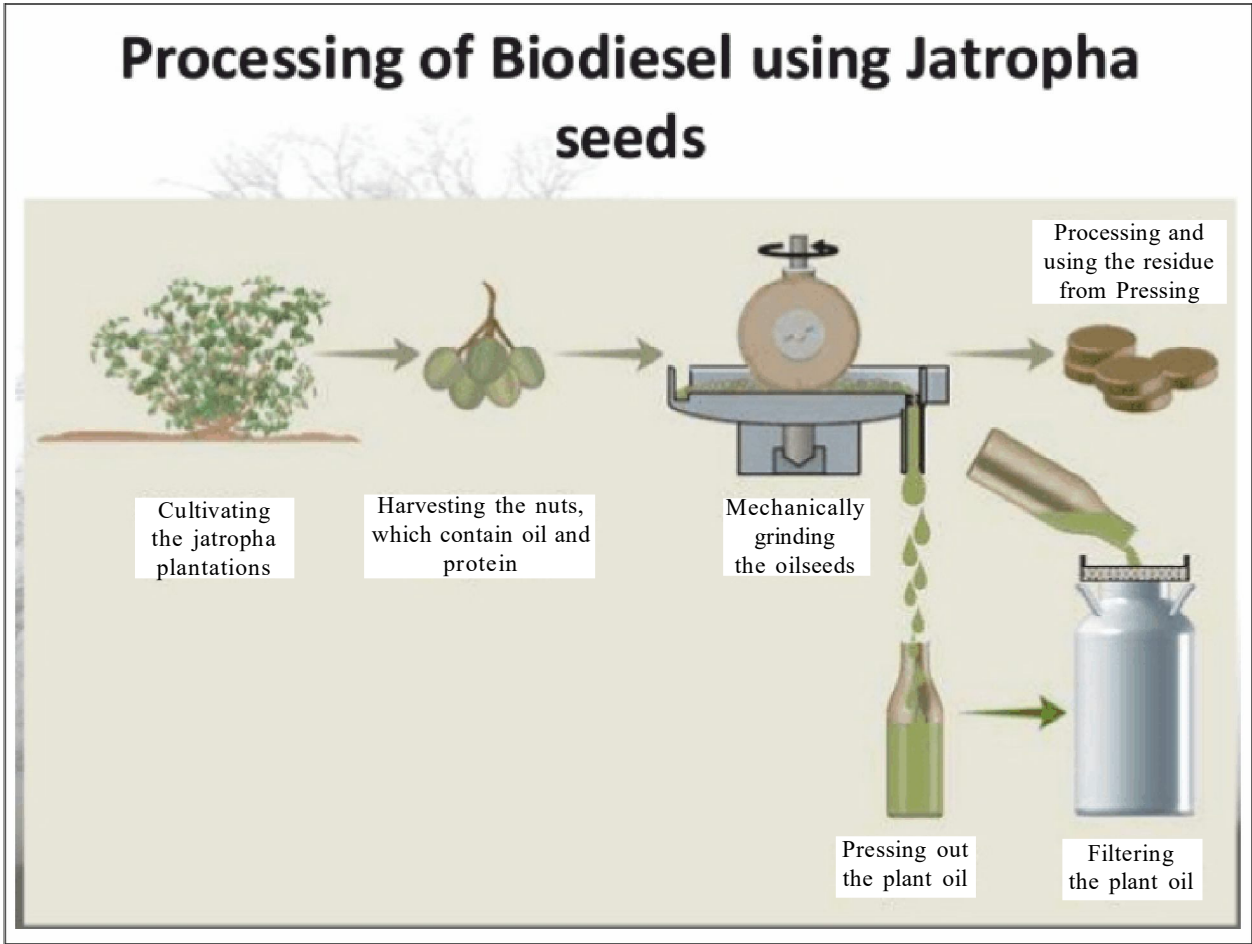 Processing of Biodiesel using Jatropha
seeds
Processing and
using the residue
from Pressing
Cultivating
the jatropha
plantations
Harvesting the nuts,
which contain oil and
protein
Mechanically
grinding
the oilseeds
Pressing out
the plant oil
Filtering
the plant oil